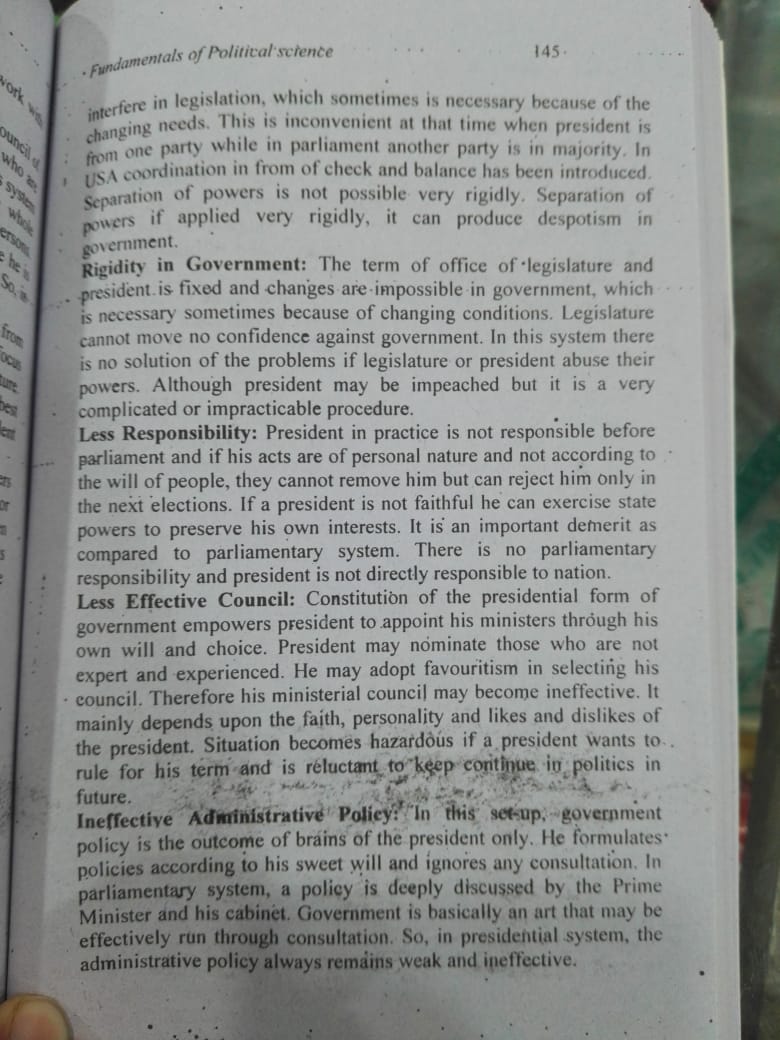 Fundamentals of Political science
145
interfere in legislation, which sometimes is necessary because of the
changing needs. This is inconvenient at that time when president is
from one party while in parliament another party is in majority. In
USA coordination in from of check and balance has been introduced.
Separation of powers is not possible very rigidly. Separation of
powers if applied very rigidly, it can produce despotism in
government.
Rigidity in Government: The term of office of legislature and
president is fixed and changes are impossible in government, which
is necessary sometimes because of changing conditions. Legislature
cannot move no confidence against government. In this system there
is no solution of the problems if legislature or president abuse their
powers. Although president may be impeached but it is a very
complicated or impracticable procedure.
Less Responsibility: President in practice is not responsible before
parliament and if his acts are of personal nature and not according to
the will of people, they cannot remove him but can reject him only in
the next elections. If a president is not faithful he can exercise state
powers to preserve his own interests. It is an important demerit as
compared to parliamentary system. There is no parliamentary
responsibility and president is not directly responsible to nation.
Less Effective Council: Constitution of the presidential form of
government empowers president to appoint his ministers through his
own will and choice. President may nominate those who are not
expert and experienced. He may adopt favouritism in selecting his
council. Therefore his ministerial council may become ineffective. It
mainly depends upon the faith, personality and likes and dislikes of
the president. Situation becomes hazardous if a president wants to
rule for his term and is reluctant to keep continue in politics in
future.
Ineffective Administrative Policy: In this set-up, government
policy is the outcome of brains of the president only. He formulates
policies according to his sweet will and ignores any consultation. In
parliamentary system, a policy is deeply discussed by the Prime
Minister and his cabinet. Government is basically an art that may be
effectively run through consultation. So, in presidential system, the
administrative policy always remains weak and ineffective.
work with
ouncil of
who are
system
whole
he is
So, in
from